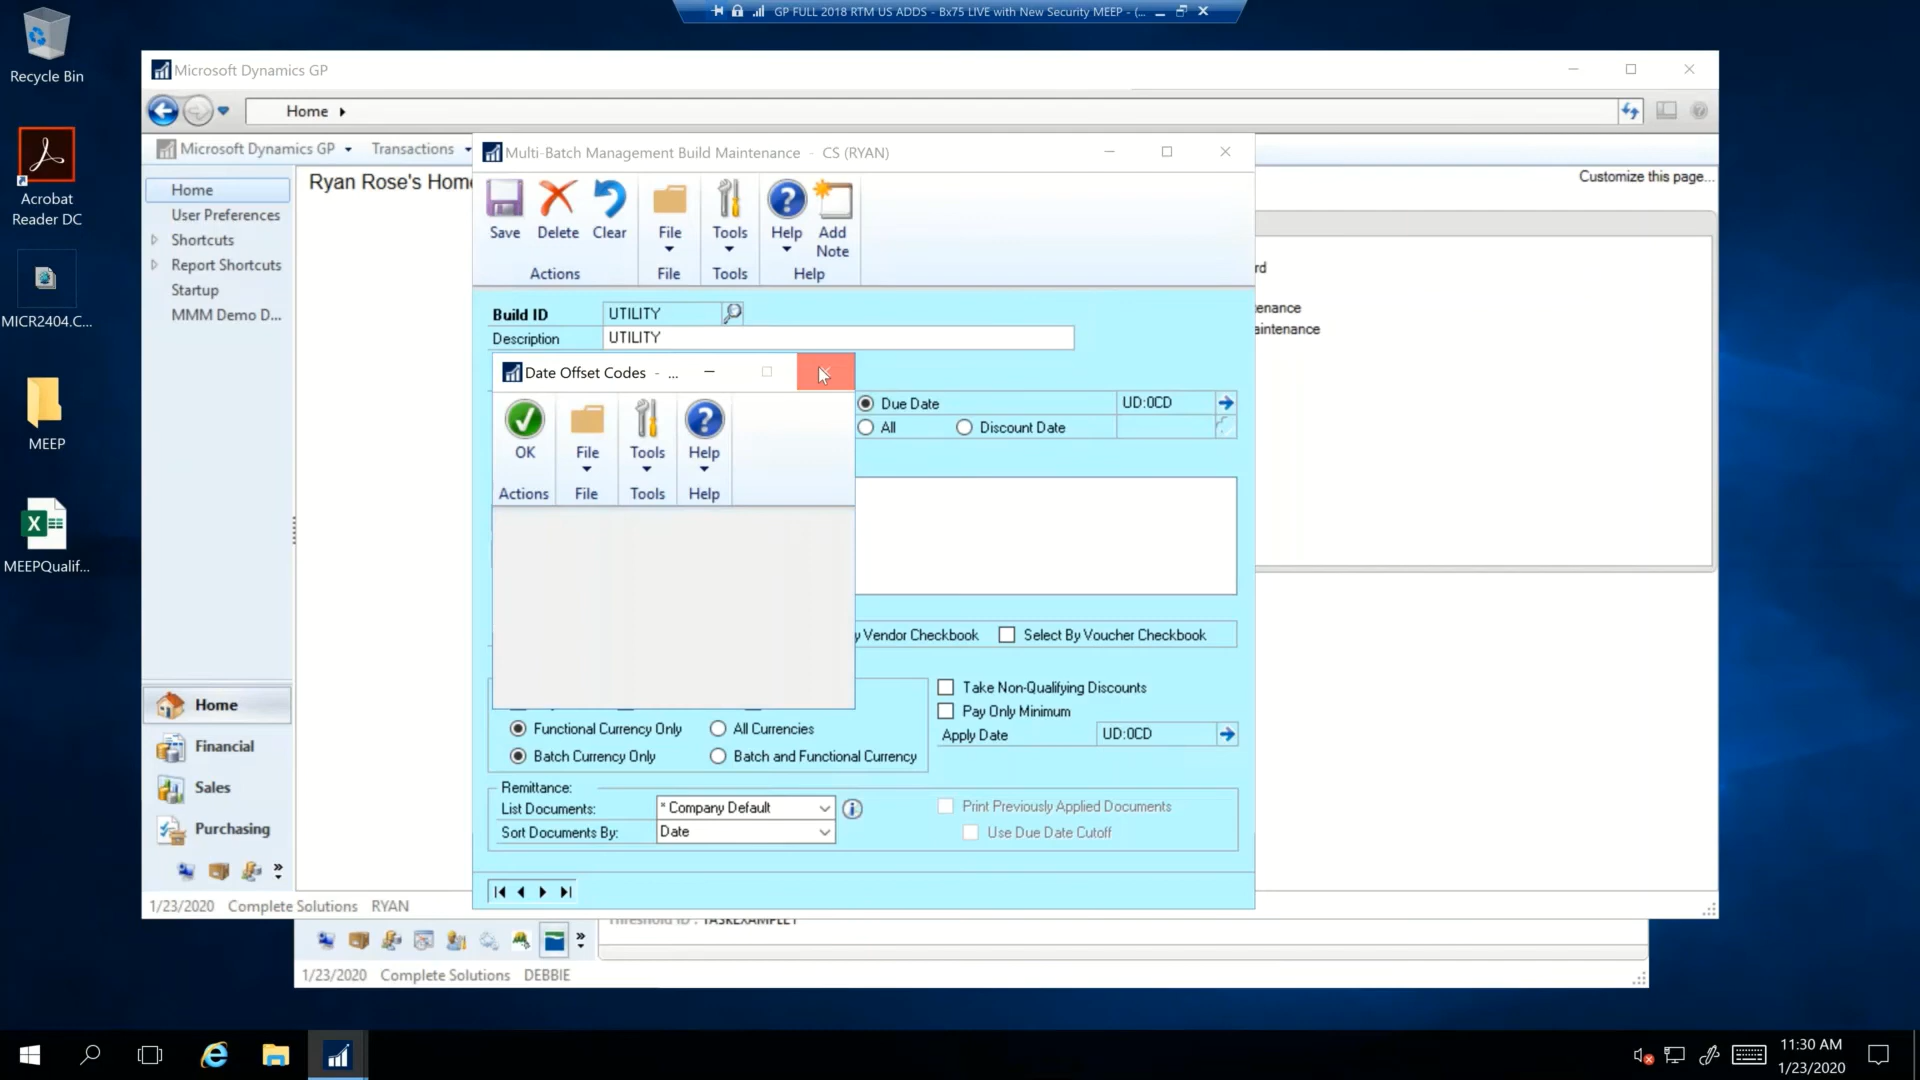 GP FULL 2018 RTM US ADDS - Bx75 LIVE with New Security MEEP - (...
Recycle Bin
Acrobat
Reader DC
MICR2404.C...
MEEP
MEEPQualif...
Microsoft Dynamics GP
Home
Microsoft Dynamics GP
Transactions
Home
User Preferences
Shortcuts
Report Shortcuts
Startup
MMM Demo D...
Ryan Rose's Hom
Customize this page...
rd
enance
aintenance
Multi-Batch Management Build Maintenance - CS (RYAN)
Save
Delete
Clear
File
Tools
Help
Add
Note
Actions
File
Tools
Help
Build ID
UTILITY
Description
UTILITY
Date Offset Codes - ...
OK
File
Tools
Help
Actions
File
Tools
Help
Due Date
UD:0CD
All
Discount Date
y Vendor Checkbook
Select By Voucher Checkbook
Functional Currency Only
All Currencies
Batch Currency Only
Batch and Functional Currency
Take Non-Qualifying Discounts
Pay Only Minimum
Apply Date
UD:0CD
Remittance:
List Documents:
* Company Default
Sort Documents By:
Date
Print Previously Applied Documents
Use Due Date Cutoff
Home
Financial
Sales
Purchasing
1/23/2020 Complete Solutions RYAN
Threshold ID : TASKEXAMPLE1
1/23/2020 Complete Solutions DEBBIE
11:30 AM
1/23/2020